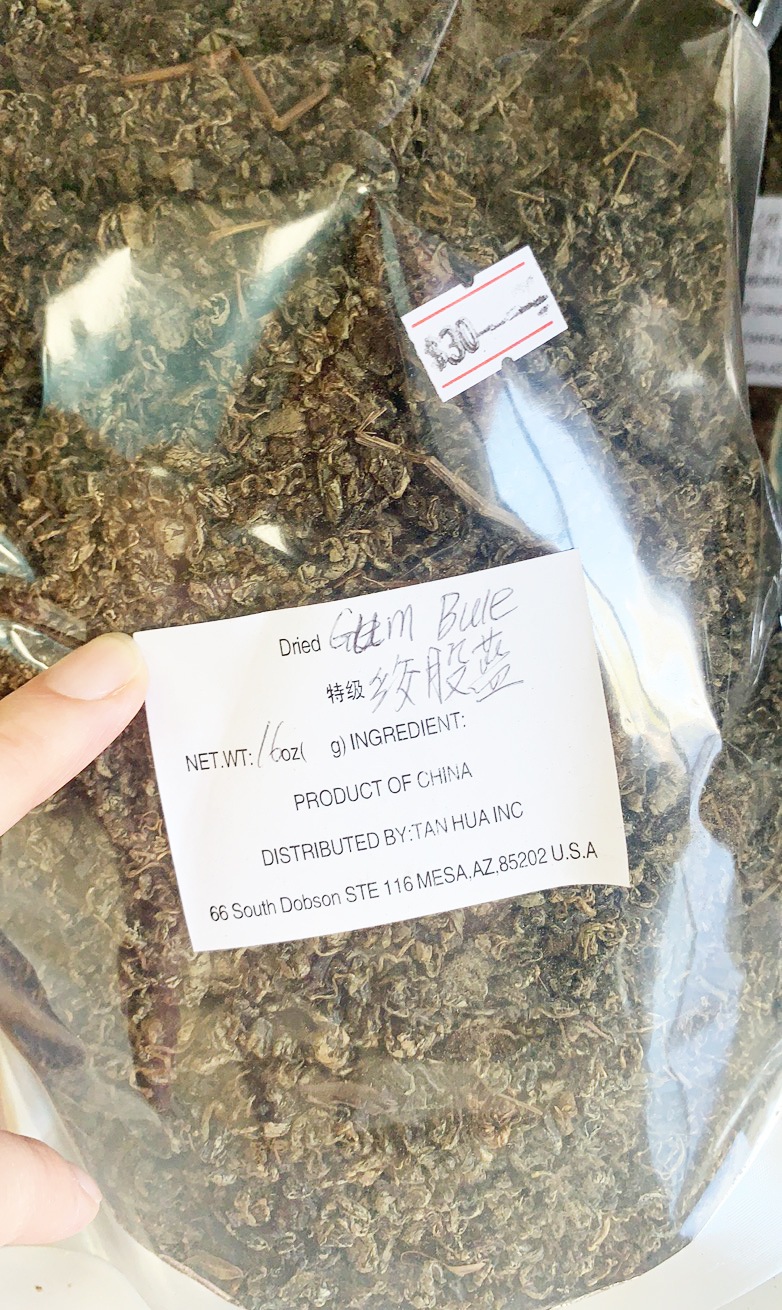 $30
Dried Gum Bule
特级 绞股蓝
NET.WT: 16oz( g) INGREDIENT:
PRODUCT OF CHINA
DISTRIBUTED BY:TAN HUA INC
66 South Dobson STE 116 MESA,AZ,85202 U.S.A